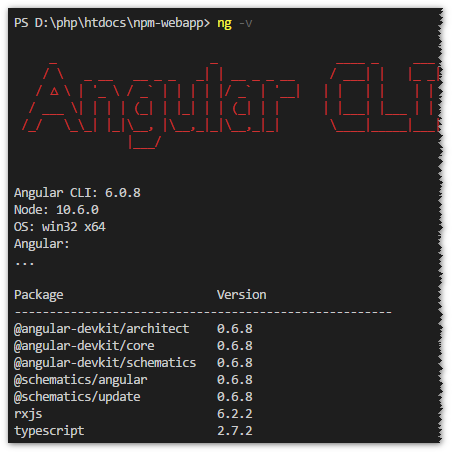 PS D:\php\htdocs\npm-webapp> ng -v
Angular CLI
Angular CLI: 6.0.8
Node: 10.6.0
OS: win32 x64
Angular:
...
Package Version
------------------------------------------------------
@angular-devkit/architect 0.6.8
@angular-devkit/core 0.6.8
@angular-devkit/schematics 0.6.8
@schematics/angular 0.6.8
@schematics/update 0.6.8
rxjs 6.2.2
typescript 2.7.2